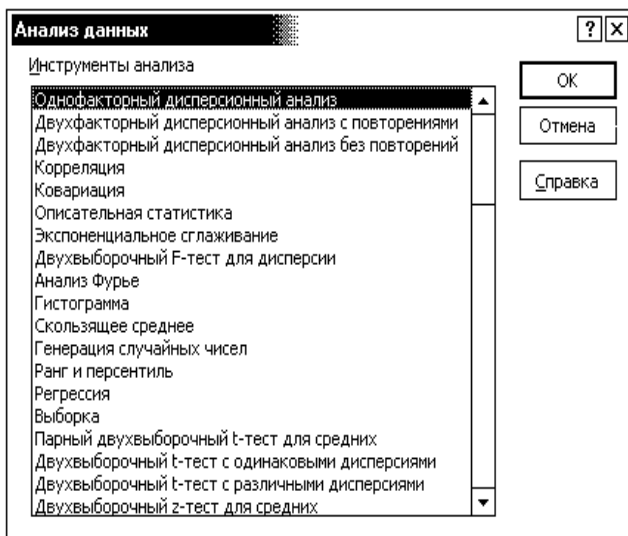 Анализ данных
?
X
Инструменты анализа
Однофакторный дисперсионный анализ
Двухфакторный дисперсионный анализ с повторениями
Двухфакторный дисперсионный анализ без повторений
Корреляция
Ковариация
Описательная статистика
Экспоненциальное сглаживание
Двухвыборочный F-тест для дисперсии
Анализ Фурье
Гистограмма
Скользящее среднее
Генерация случайных чисел
Ранг и персентиль
Регрессия
Выборка
Парный двухвыборочный t-тест для средних
Двухвыборочный t-тест с одинаковыми дисперсиями
Двухвыборочный t-тест с различными дисперсиями
Двухвыборочный z-тест для средних
ОК
Отмена
Справка